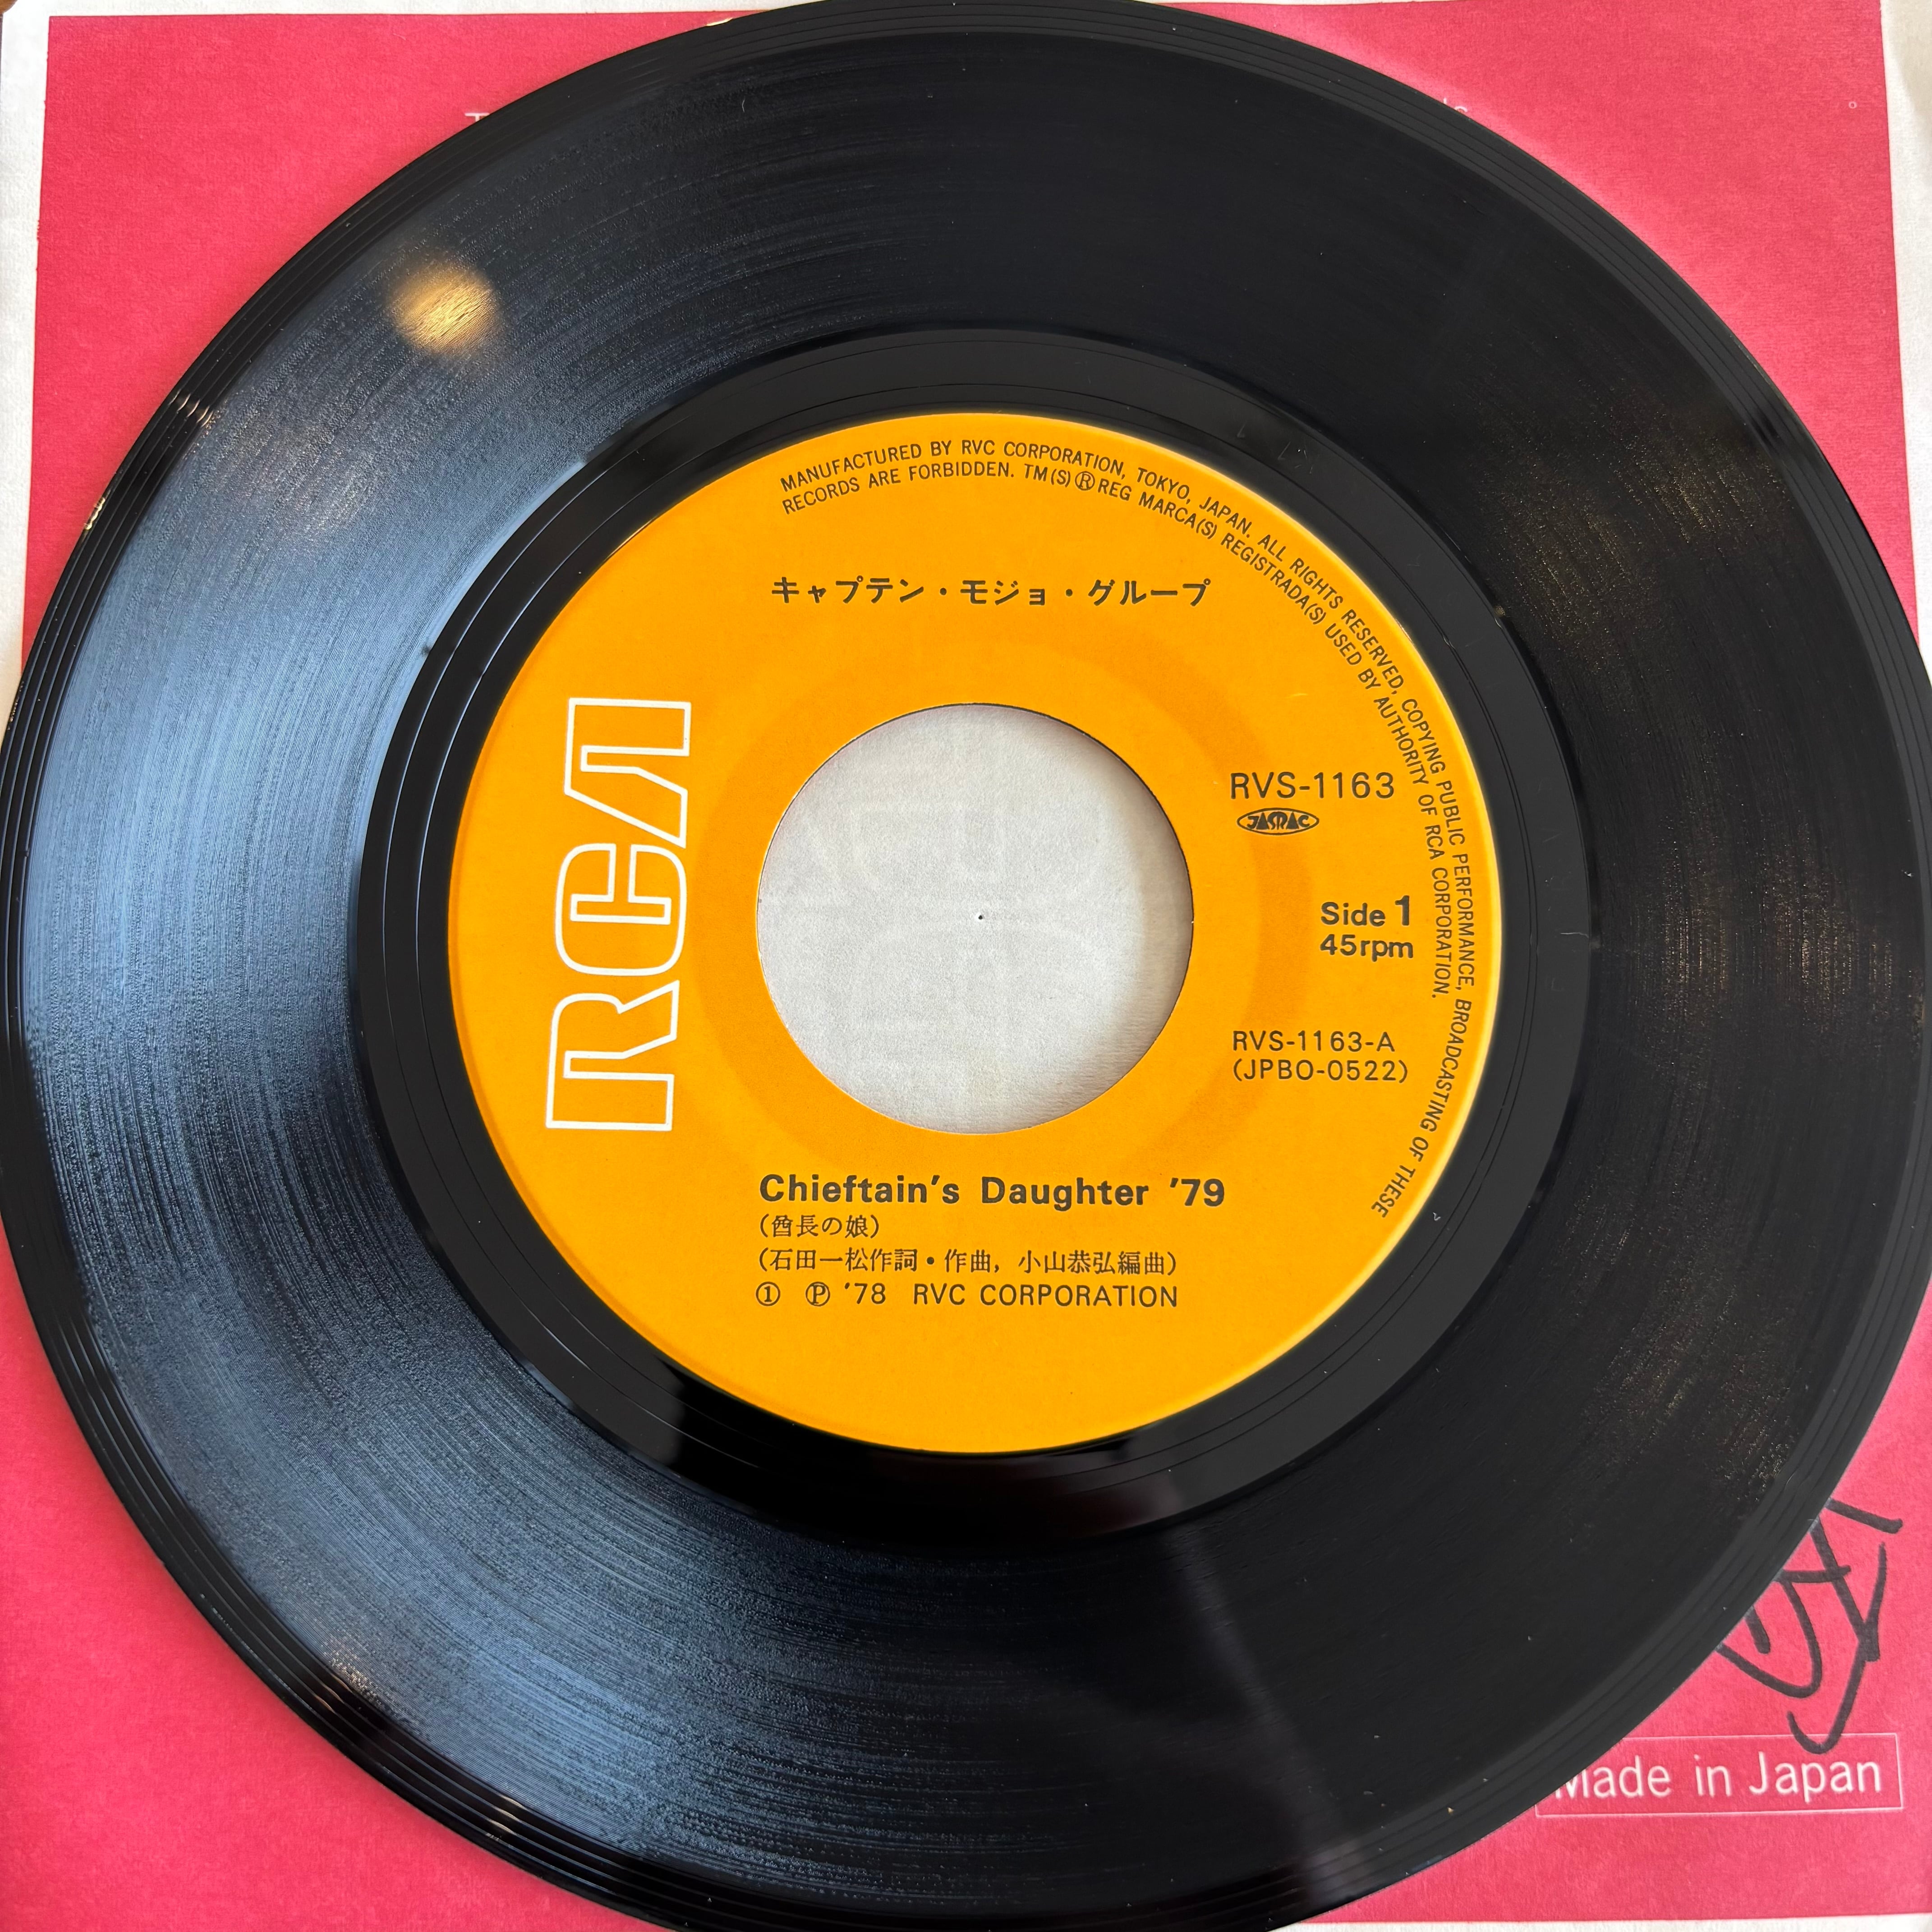 MANUFACTURED BY RVC CORPORATION, TOKYO, JAPAN. ALL RIGHTS RESERVED, COPYING PUBLIC PERFORMANCE, BROADCASTING OF THESE
RECORDS ARE FORBIDDEN. TM(S)®REG MARCA(S) REGISTRADA(S) USED BY AUTHORITY OF RCA CORPORATION.
キャプテン・モジョ・グループ
RCA
RVS-1163
JASRAC
Side 1
45rpm
RVS-1163-A
(JPBO-0522)
Chieftain's Daughter '79
(酋長の娘)
(石田一松作詞・作曲, 小山恭弘編曲)
① Ⓟ '78 RVC CORPORATION
Made in Japan